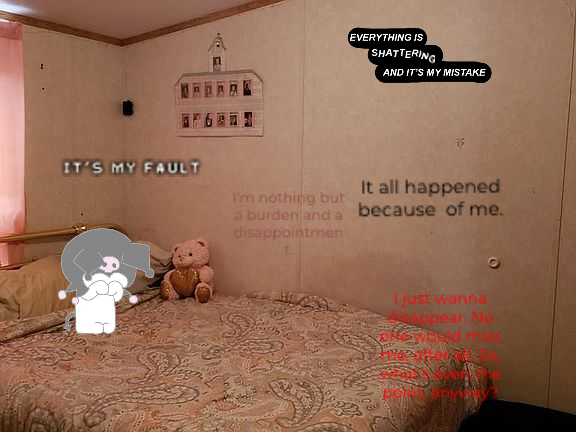 EVERYTHING IS
SHATTERING
AND IT'S MY MISTAKE
IT'S MY FAULT
It all happened
because of me.
I'm nothing but
a burden and a
disappointmen
t.
I just wanna
disappear. No
one would miss
me, after all. So,
what's even the
point, anyway?